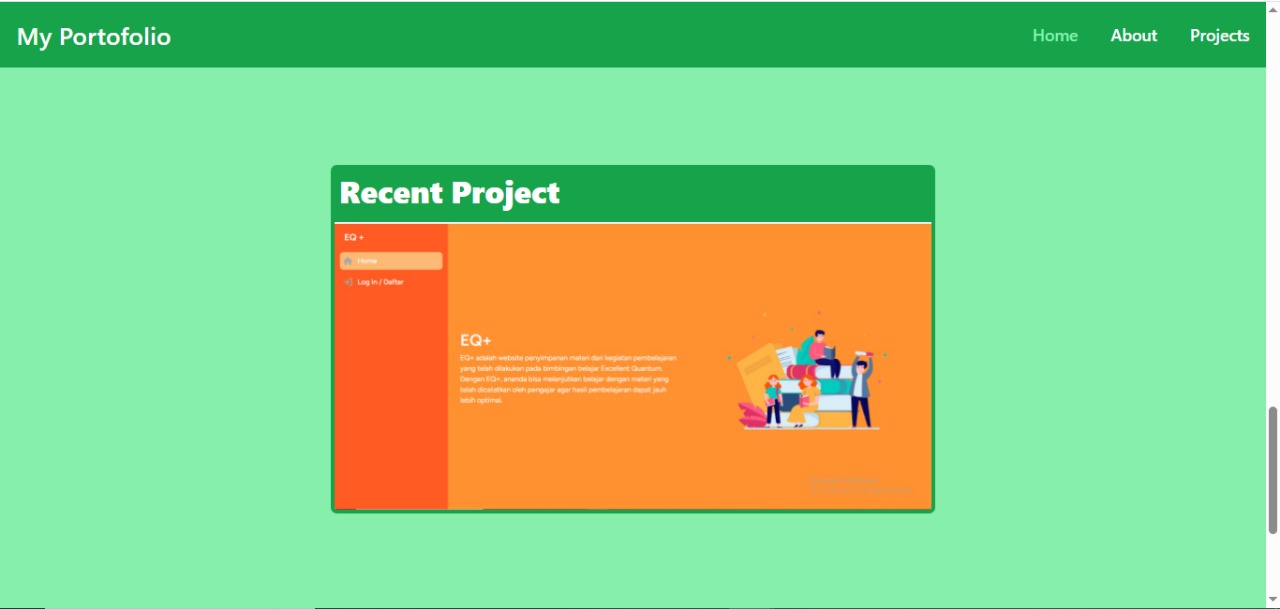 My Portofolio
Home
About
Projects
Recent Project
EQ +
Home
Log In / Daftar
EQ+
EQ+ adalah website penyimpanan materi dari kegiatan pembelajaran
yang telah dilakukan pada bimbingan belajar Excellent Quantum.
Dengan EQ+, ananda bisa melanjutkan belajar dengan materi yang
telah dicatatkan oleh pengajar agar hasil pembelajaran dapat jauh
lebih optimal.